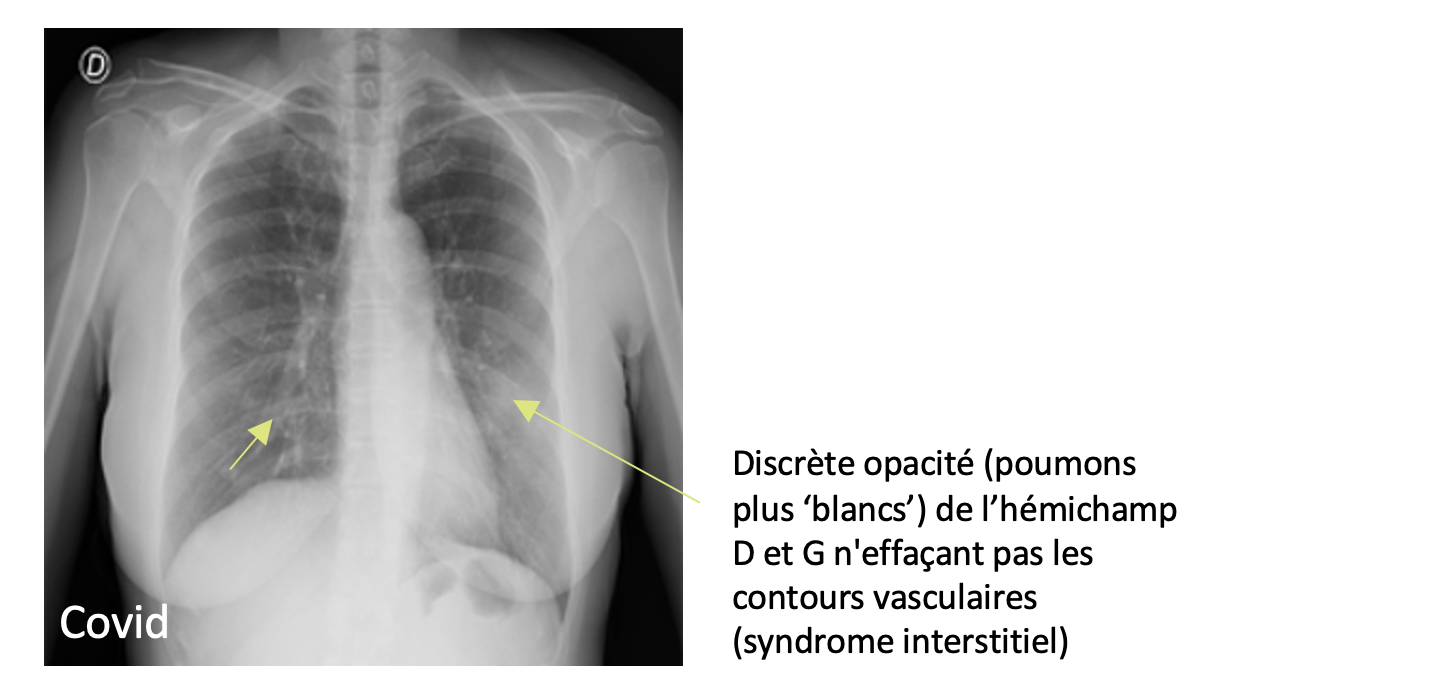 D
Discrète opacité (poumons
plus ‘blancs’) de l’hémichamp
D et G n'effaçant pas les
contours vasculaires
(syndrome interstitiel)
Covid